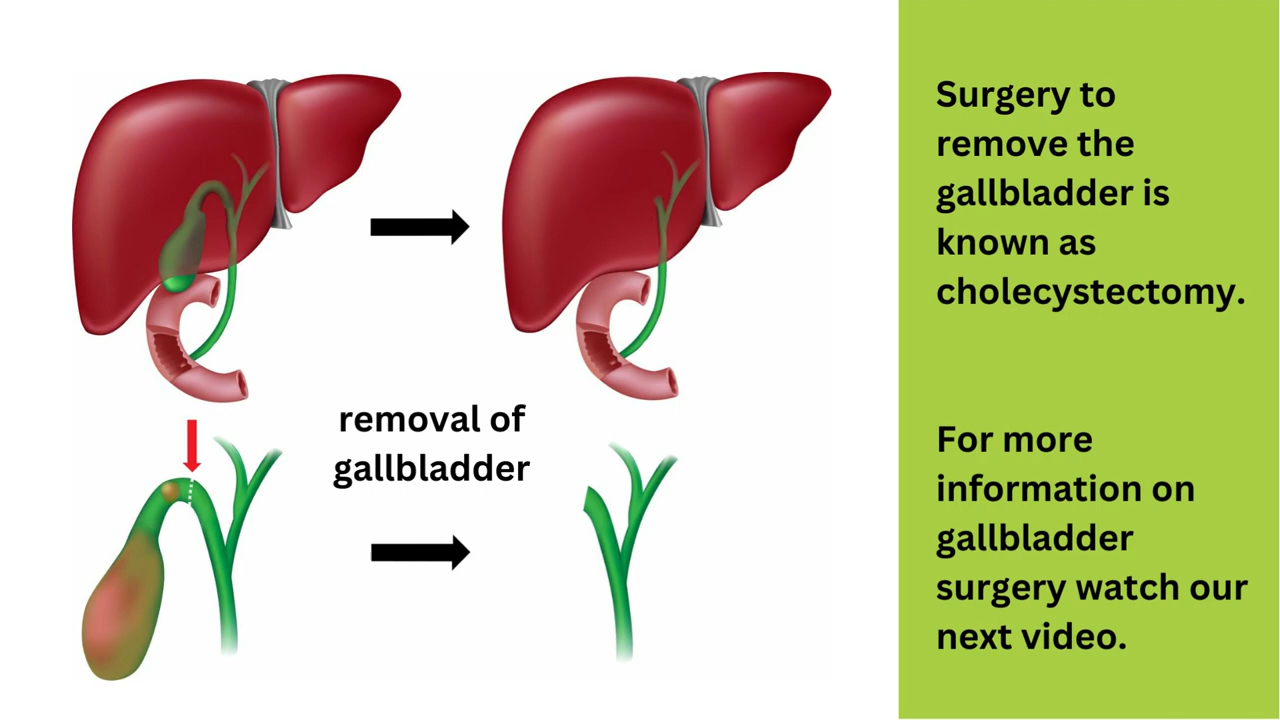 removal of
gallbladder
Surgery to
remove the
gallbladder is
known as
cholecystectomy.
For more
information on
gallbladder
surgery watch our
next video.